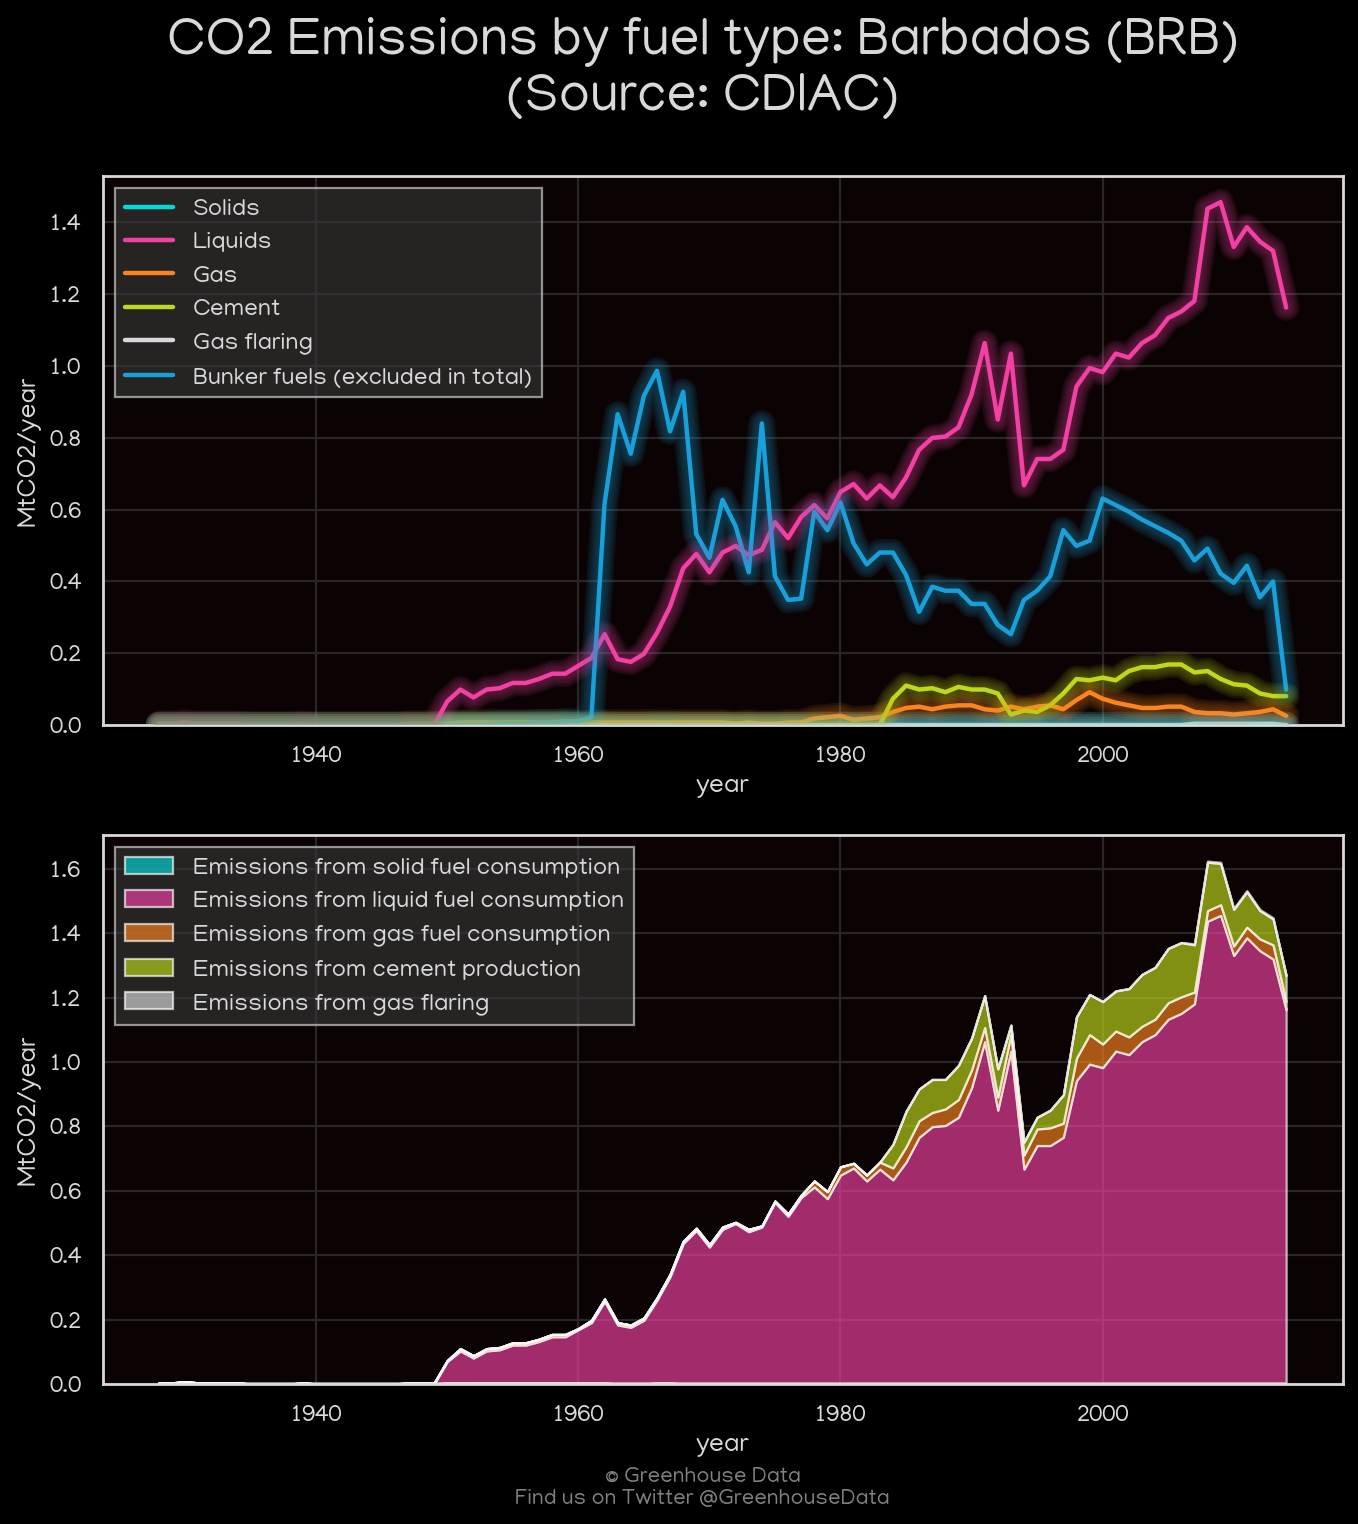 CO2 Emissions by fuel type: Barbados (BRB)
(Source: CDIAC)
Solids
Liquids
Gas
Cement
Gas flaring
Bunker fuels (excluded in total)
MtCO2/year
1.4
1.2
1.0
0.8
0.6
0.4
0.2
0.0
1940
1960
1980
2000
year
Emissions from solid fuel consumption
Emissions from liquid fuel consumption
Emissions from gas fuel consumption
Emissions from cement production
Emissions from gas flaring
MtCO2/year
1.6
1.4
1.2
1.0
0.8
0.6
0.4
0.2
0.0
1940
1960
1980
2000
year
© Greenhouse Data
Find us on Twitter @GreenhouseData